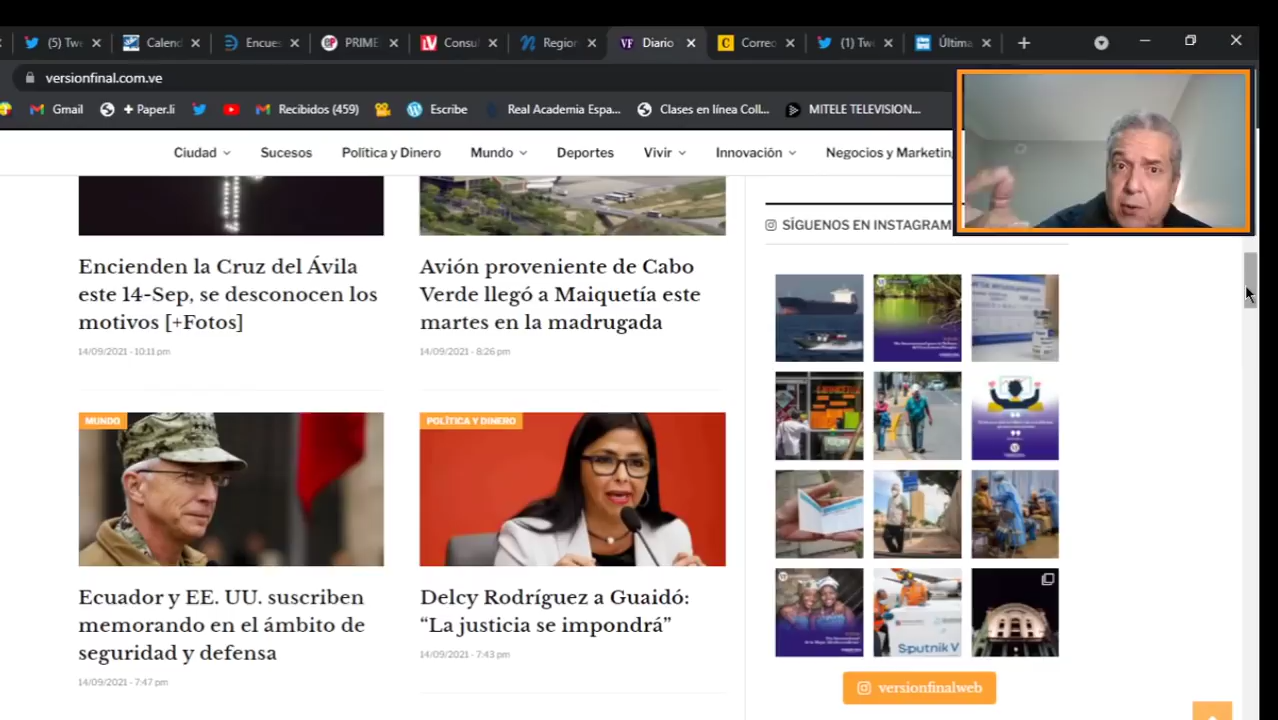 (5) Twe
Calend
Encues
PRIME
Consul
Region
Diario
Correo
(1) Twe
Última
versionfinal.com.ve
Gmail
+ Paper.li
Recibidos (459)
Escribe
Real Academia Espa...
Clases en línea Coll...
MITELE TELEVISION...
Ciudad
Sucesos
Política y Dinero
Mundo
Deportes
Vivir
Innovación
Negocios y Marketing
SÍGUENOS EN INSTAGRAM
Encienden la Cruz del Ávila
este 14-Sep, se desconocen los
motivos [+Fotos]
14/09/2021 - 10:11 pm
Avión proveniente de Cabo
Verde llegó a Maiquetía este
martes en la madrugada
14/09/2021 - 8:26 pm
MUNDO
Ecuador y EE. UU. suscriben
memorando en el ámbito de
seguridad y defensa
14/09/2021 - 7:47 pm
POLÍTICA Y DINERO
Delcy Rodríguez a Guaidó:
“La justicia se impondrá”
14/09/2021 - 7:43 pm
Sputnik V
versionfinalweb